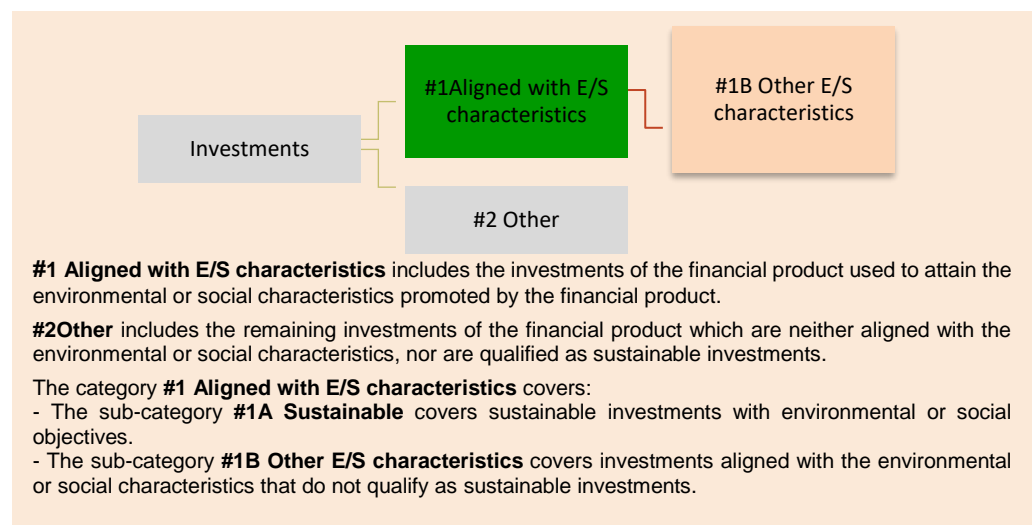 #1Aligned with E/S
characteristics
#1B Other E/S
characteristics
Investments
#2 Other
#1 Aligned with E/S characteristics includes the investments of the financial product used to attain the
environmental or social characteristics promoted by the financial product.
#2Other includes the remaining investments of the financial product which are neither aligned with the
environmental or social characteristics, nor are qualified as sustainable investments.
The category #1 Aligned with E/S characteristics covers:
- The sub-category #1A Sustainable covers sustainable investments with environmental or social
objectives.
- The sub-category #1B Other E/S characteristics covers investments aligned with the environmental
or social characteristics that do not qualify as sustainable investments.